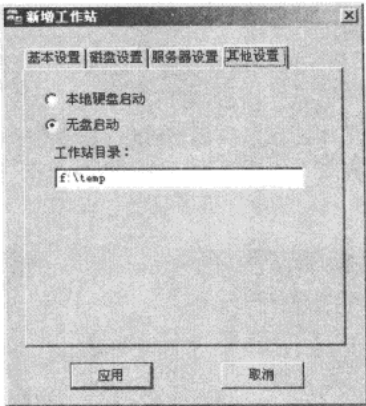 新增工作站
基本设置 磁盘设置 服务器设置 其他设置
本地硬盘启动
无盘启动
工作站目录：
f:\temp
应用 取消